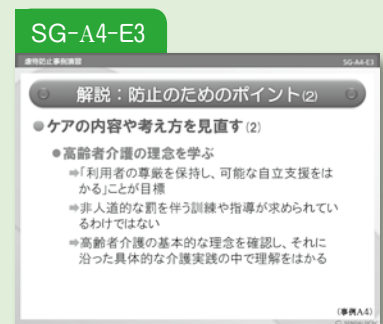 SG-A4-E3
虐待防止事例演習
SG-A4-E3
解説：防止のためのポイント(2)
●ケアの内容や考え方を見直す(2)
●高齢者介護の理念を学ぶ
➡「利用者の尊厳を保持し、可能な自立支援をは
かる」ことが目標
➡非人道的な罰を伴う訓練や指導が求められてい
るわけではない
➡高齢者介護の基本的な理念を確認し、それに
沿った具体的な介護実践の中で理解をはかる
(事例A4)